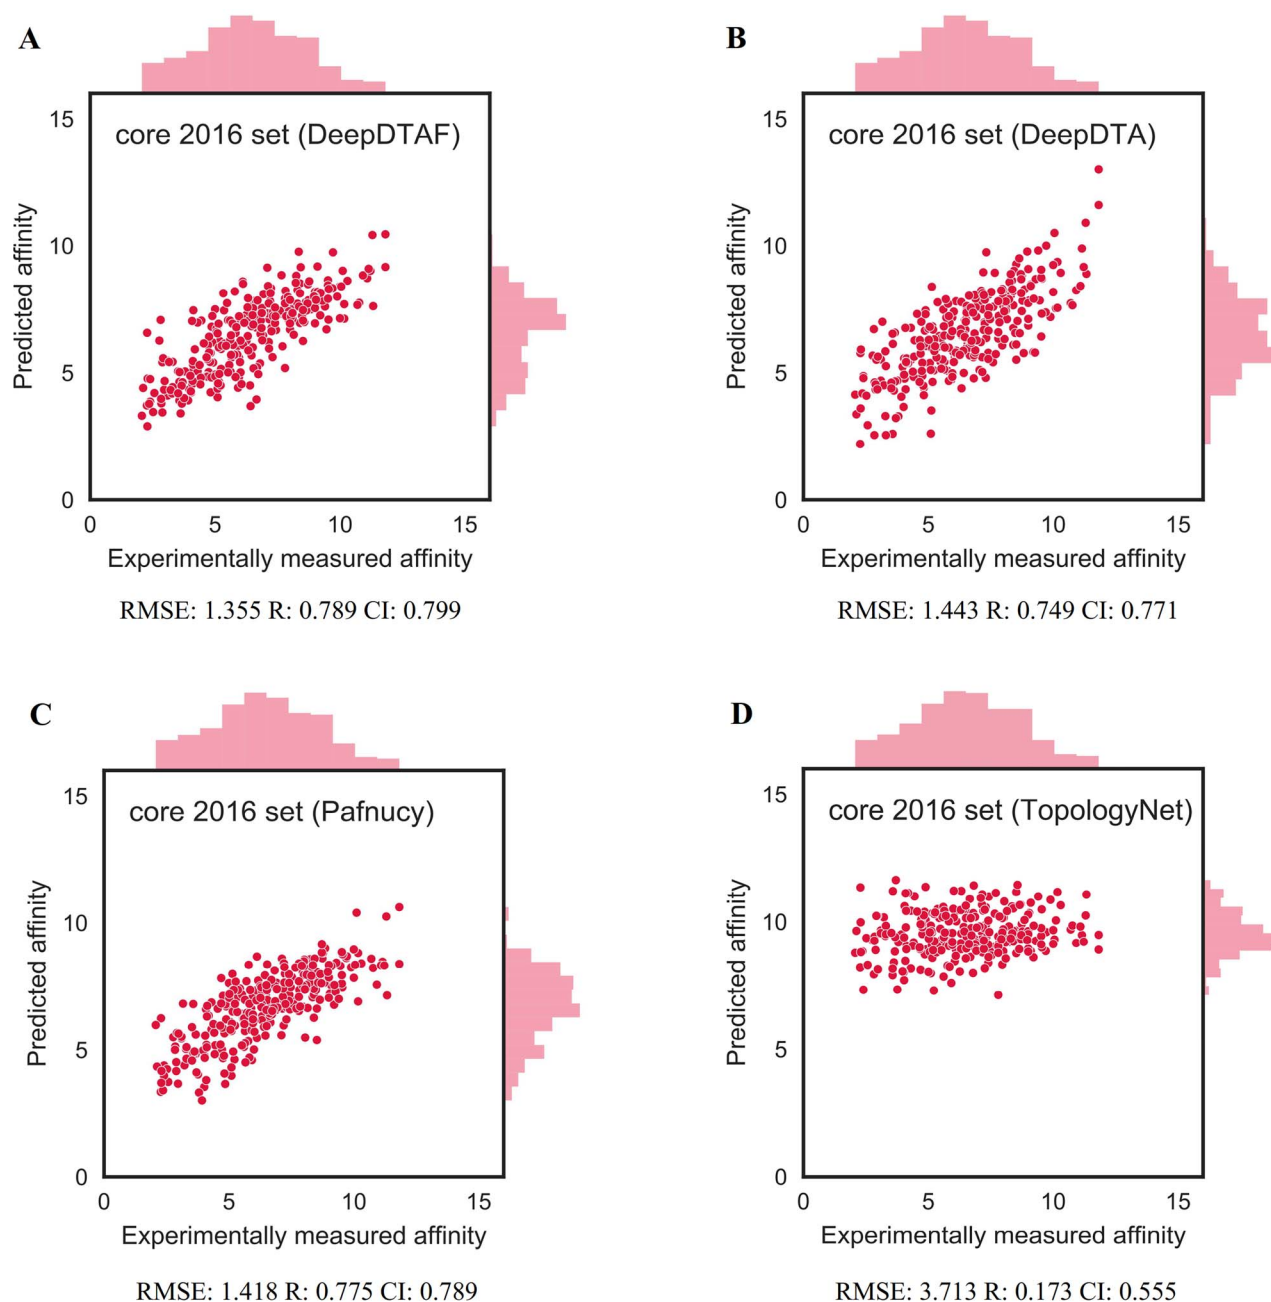 A
core 2016 set (DeepDTAF)
15
10
5
0
Predicted affinity
0 5 10 15
Experimentally measured affinity
RMSE: 1.355 R: 0.789 CI: 0.799
B
core 2016 set (DeepDTA)
15
10
5
0
Predicted affinity
0 5 10 15
Experimentally measured affinity
RMSE: 1.443 R: 0.749 CI: 0.771
C
core 2016 set (Pafnucy)
15
10
5
0
Predicted affinity
0 5 10 15
Experimentally measured affinity
RMSE: 1.418 R: 0.775 CI: 0.789
D
core 2016 set (TopologyNet)
15
10
5
0
Predicted affinity
0 5 10 15
Experimentally measured affinity
RMSE: 3.713 R: 0.173 CI: 0.555